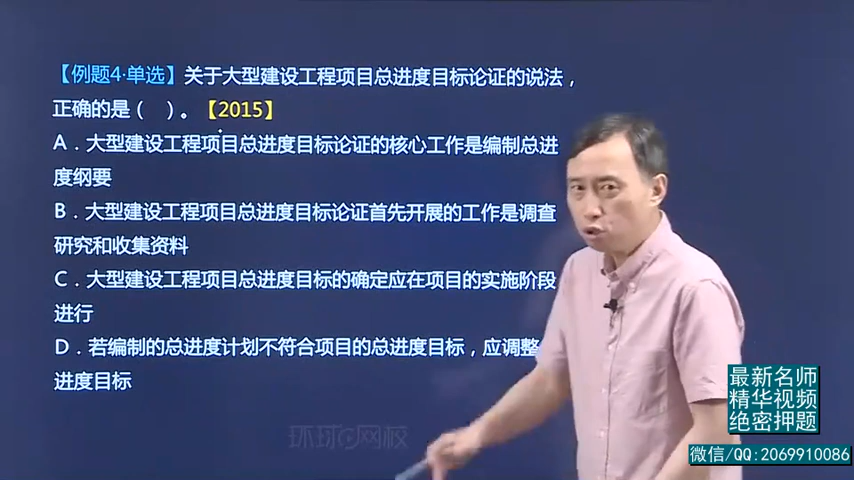 【例题4·单选】关于大型建设工程项目总进度目标论证的说法，
正确的是（ ）。【2015】
A．大型建设工程项目总进度目标论证的核心工作是编制总进
度纲要
B．大型建设工程项目总进度目标论证首先开展的工作是调查
研究和收集资料
C．大型建设工程项目总进度目标的确定应在项目的实施阶段
进行
D．若编制的总进度计划不符合项目的总进度目标，应调整
进度目标
环球网校
最新名师
精华视频
绝密押题
微信/QQ:2069910086